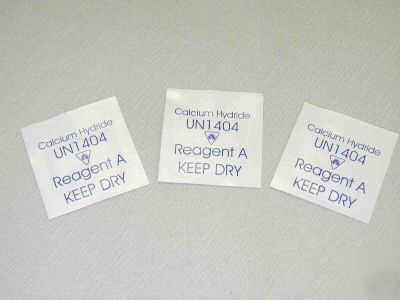 Calcium Hydride
UN1404
Reagent A
KEEP DRY
Calcium Hydride
UN1404
Reagent A
KEEP DRY
Calcium Hydride
UN1404
Reagent A
KEEP DRY